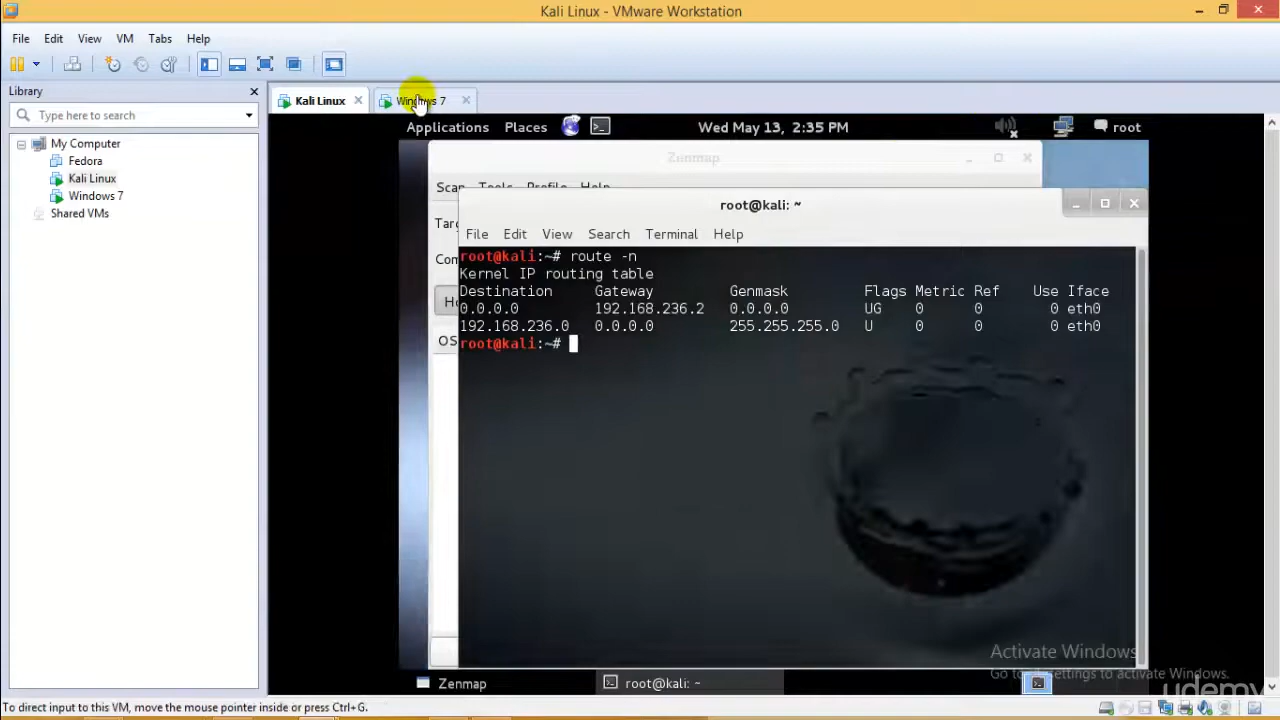 Kali Linux - VMware Workstation
File Edit View VM Tabs Help
Library
Type here to search
My Computer
Fedora
Kali Linux
Windows 7
Shared VMs
Kali Linux
Windows 7
Applications Places Wed May 13, 2:35 PM root
Zenmap
Scan Tools Profile Help
root@kali: ~
File Edit View Search Terminal Help
root@kali:~# route -n
Kernel IP routing table
Destination Gateway Genmask Flags Metric Ref Use Iface
0.0.0.0 192.168.236.2 0.0.0.0 UG 0 0 0 eth0
192.168.236.0 0.0.0.0 255.255.255.0 U 0 0 0 eth0
root@kali:~#
OS
Activate Windows
Zenmap
root@kali: ~
udemy
To direct input to this VM, move the mouse pointer inside or press Ctrl+G.